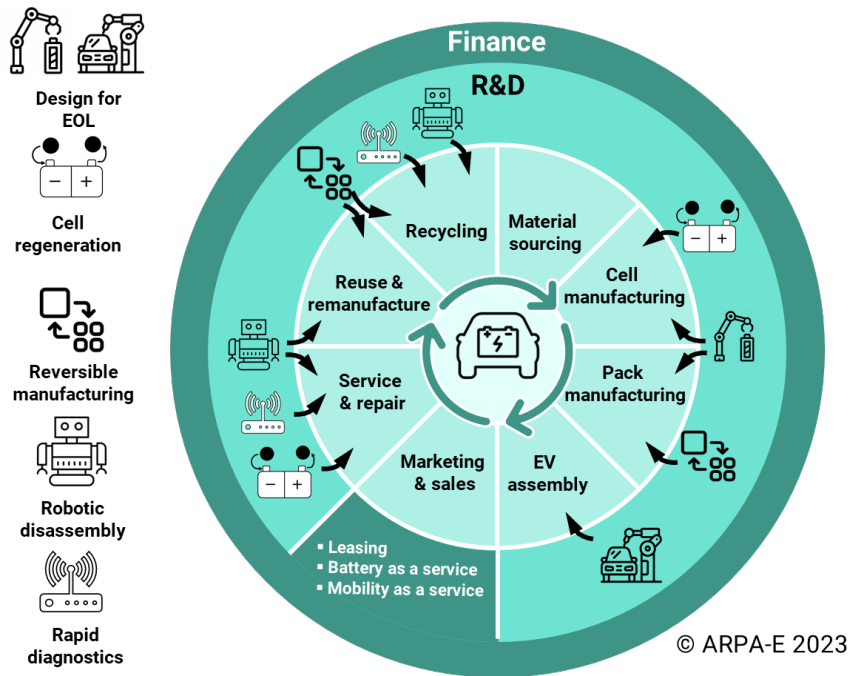 Design for
EOL
Cell
regeneration
Reversible
manufacturing
Robotic
disassembly
Rapid
diagnostics
Finance
R&D
Recycling
Material
sourcing
Cell
manufacturing
Pack
manufacturing
EV
assembly
Marketing
& sales
Service
& repair
Reuse &
remanufacture
▪ Leasing
▪ Battery as a service
▪ Mobility as a service
© ARPA-E 2023